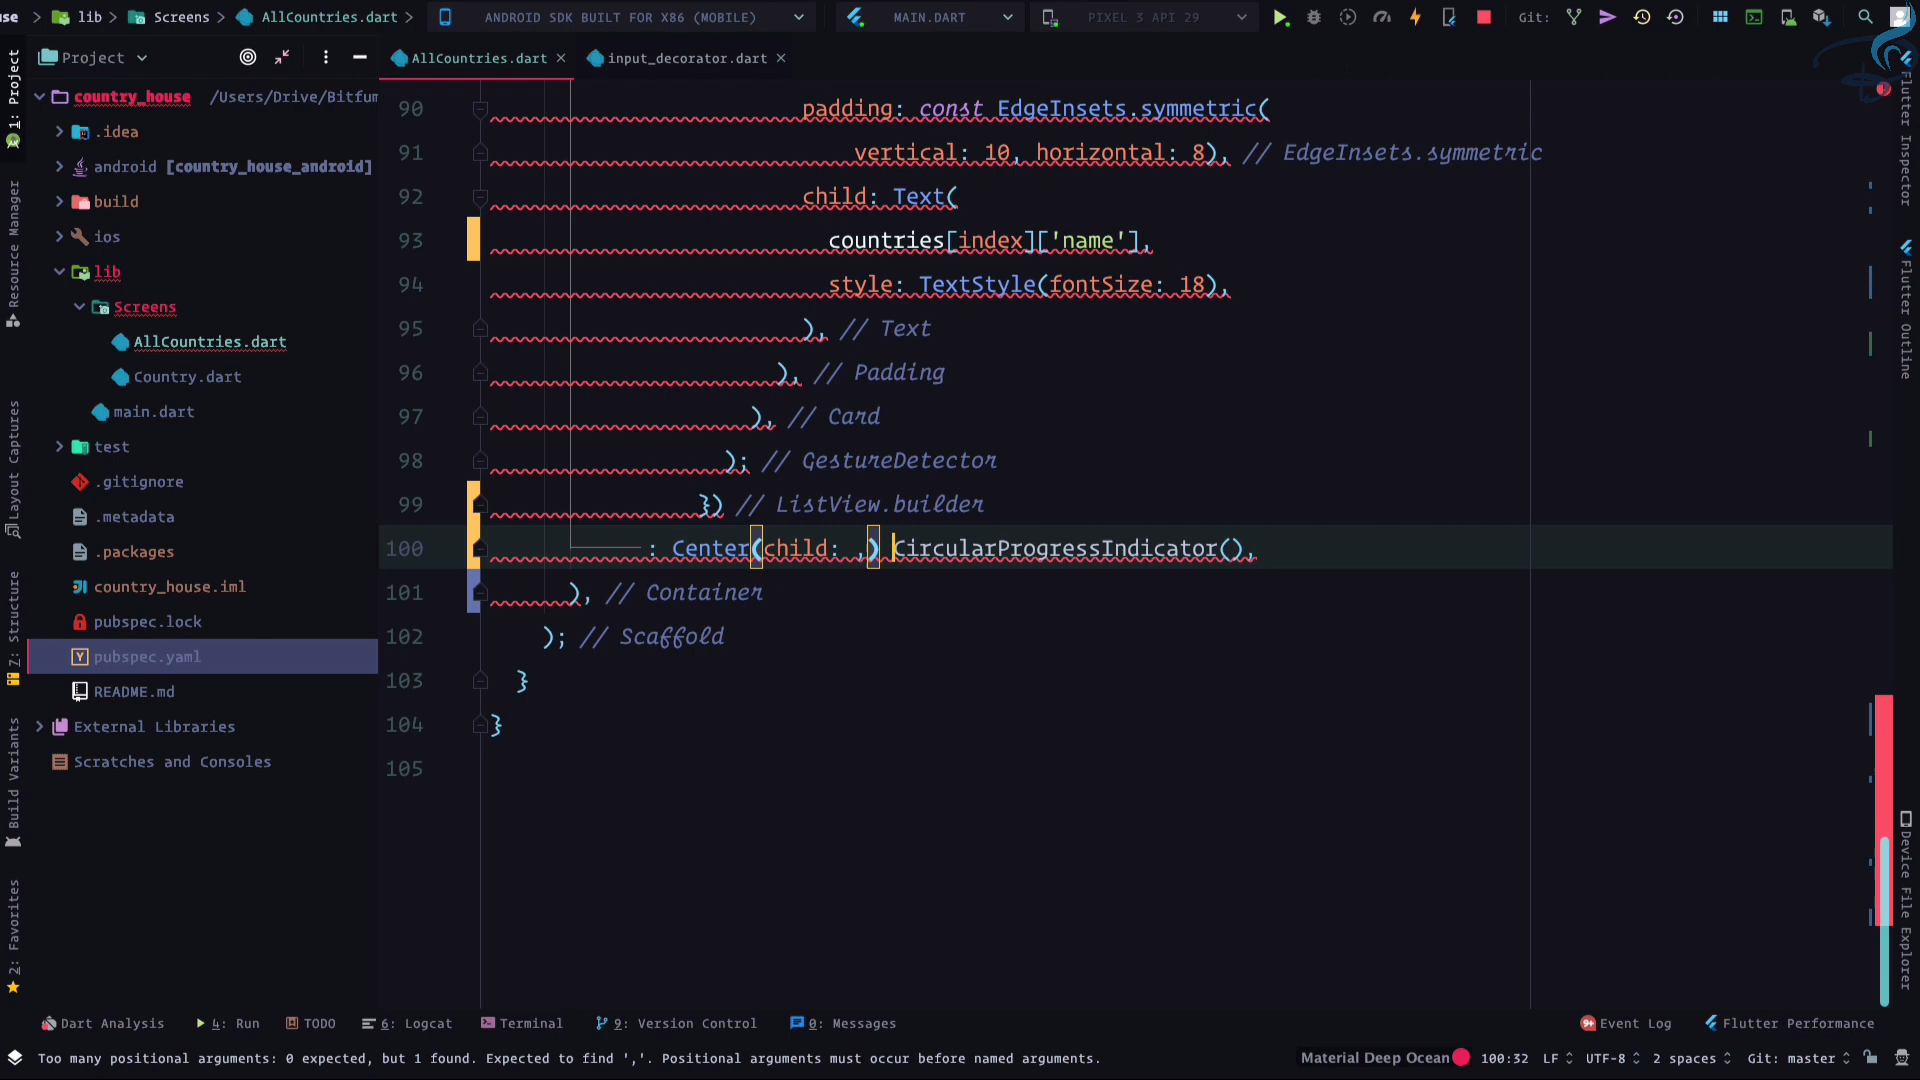 use > lib > Screens > AllCountries.dart > ANDROID SDK BUILT FOR X86 (MOBILE) MAIN.DART PIXEL 3 API 29 Git:
Project
AllCountries.dart × input_decorator.dart ×
country_house /Users/Drive/Bitfum
.idea
android [country_house_android]
build
ios
lib
Screens
AllCountries.dart
Country.dart
main.dart
test
.gitignore
.metadata
.packages
country_house.iml
pubspec.lock
pubspec.yaml
README.md
External Libraries
Scratches and Consoles
1: Project
Resource Manager
Layout Captures
7: Structure
Build Variants
2: Favorites
90 padding: const EdgeInsets.symmetric(
91 vertical: 10, horizontal: 8), // EdgeInsets.symmetric
92 child: Text(
93 countries[index]['name'],
94 style: TextStyle(fontSize: 18),
95 ), // Text
96 ), // Padding
97 ), // Card
98 ); // GestureDetector
99 }) // ListView.builder
100 : Center(child: ,) CircularProgressIndicator(),
101 ), // Container
102 ); // Scaffold
103 }
104 }
105
Flutter Inspector
Flutter Outline
Device File Explorer
Dart Analysis 4: Run TODO 6: Logcat Terminal 9: Version Control 0: Messages 9+ Event Log Flutter Performance
Too many positional arguments: 0 expected, but 1 found. Expected to find ','. Positional arguments must occur before named arguments. Material Deep Ocean 100:32 LF UTF-8 2 spaces Git: master